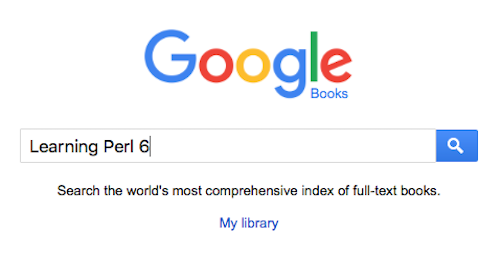 Google
Books
Learning Perl 6
Search the world's most comprehensive index of full-text books.
My library